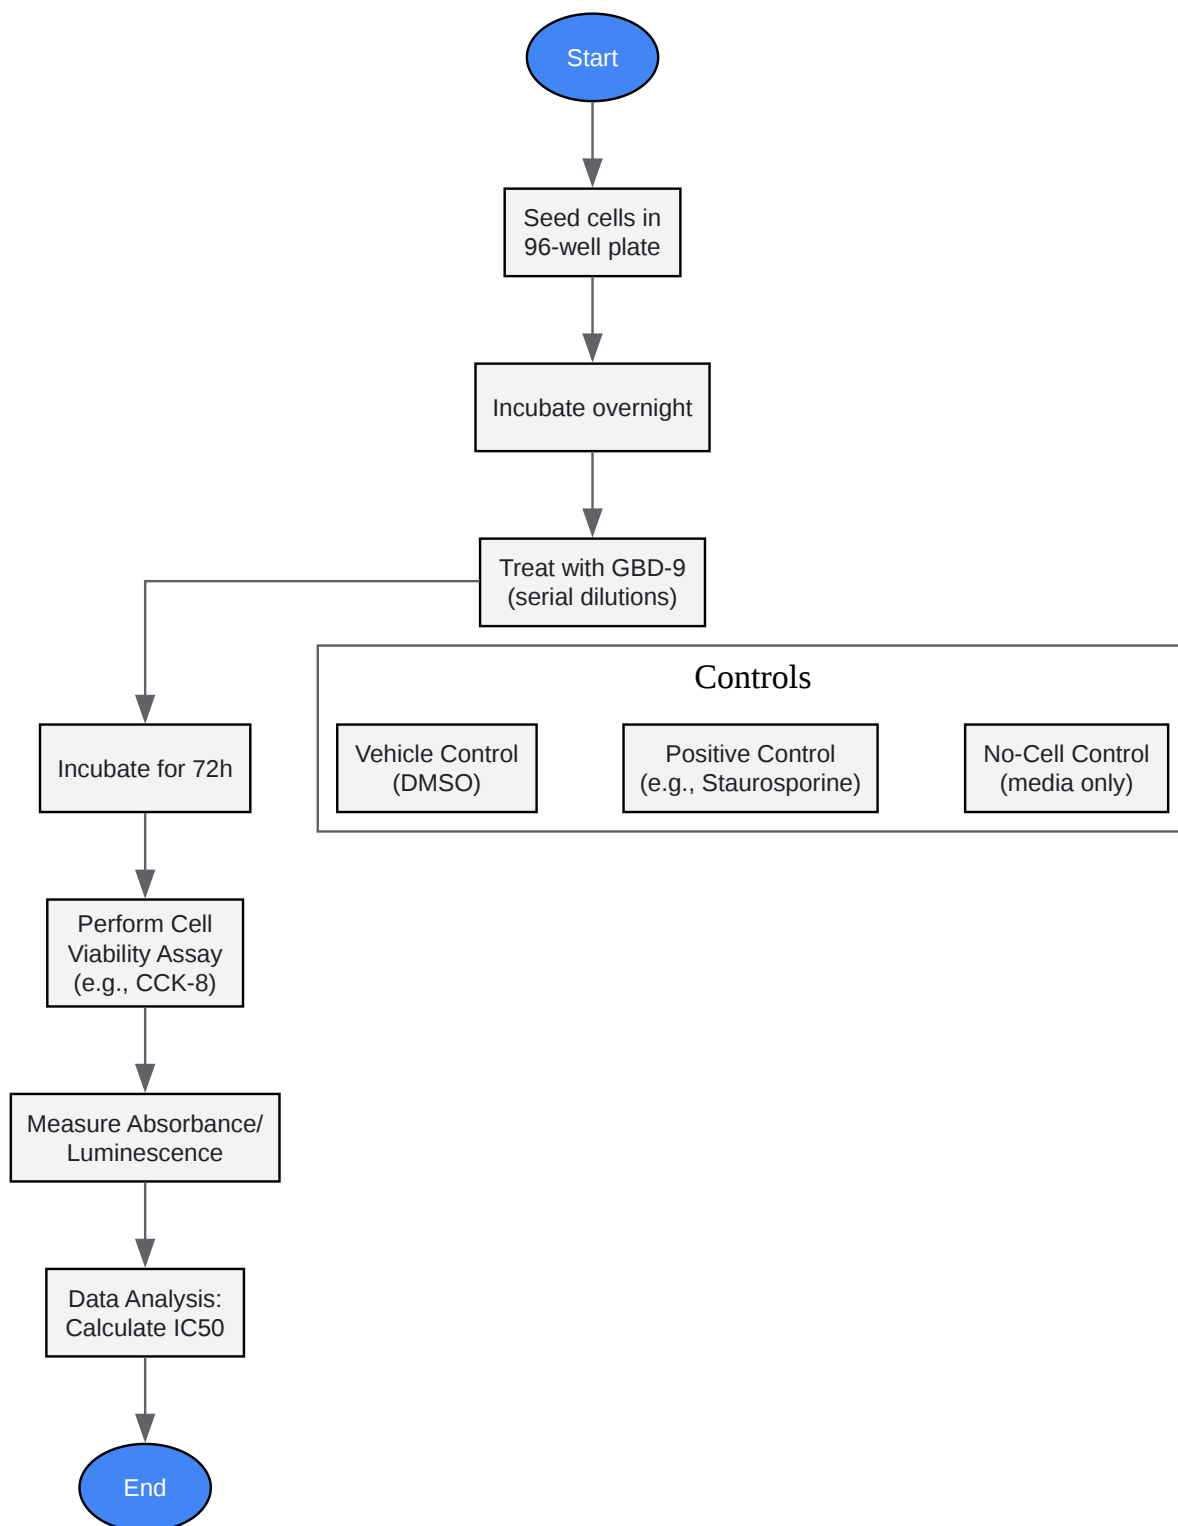 Start
Seed cells in
96-well plate
Incubate overnight
Treat with GBD-9
(serial dilutions)
Controls
Incubate for 72h
Vehicle Control
(DMSO)
Positive Control
(e.g., Staurosporine)
No-Cell Control
(media only)
Perform Cell
Viability Assay
(e.g., CCK-8)
Measure Absorbance/
Luminescence
Data Analysis:
Calculate IC50
End